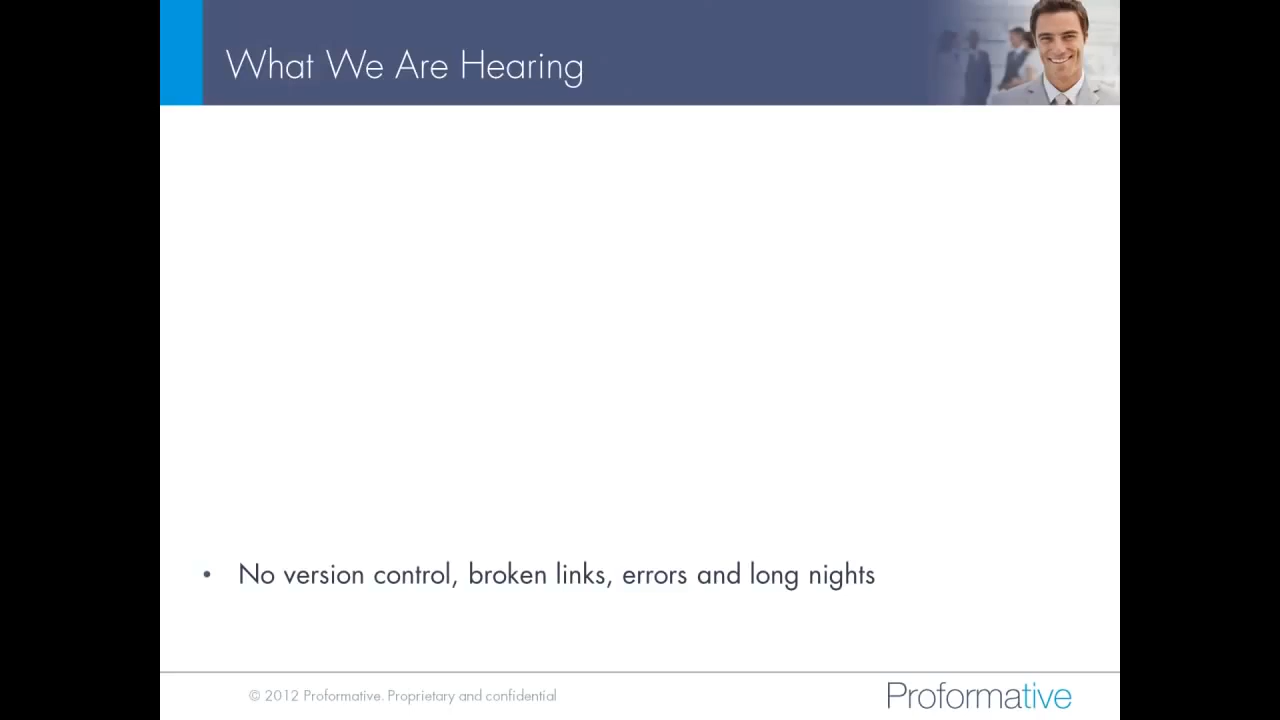 What We Are Hearing
• No version control, broken links, errors and long nights
© 2012 Proformative. Proprietary and confidential
Proformative